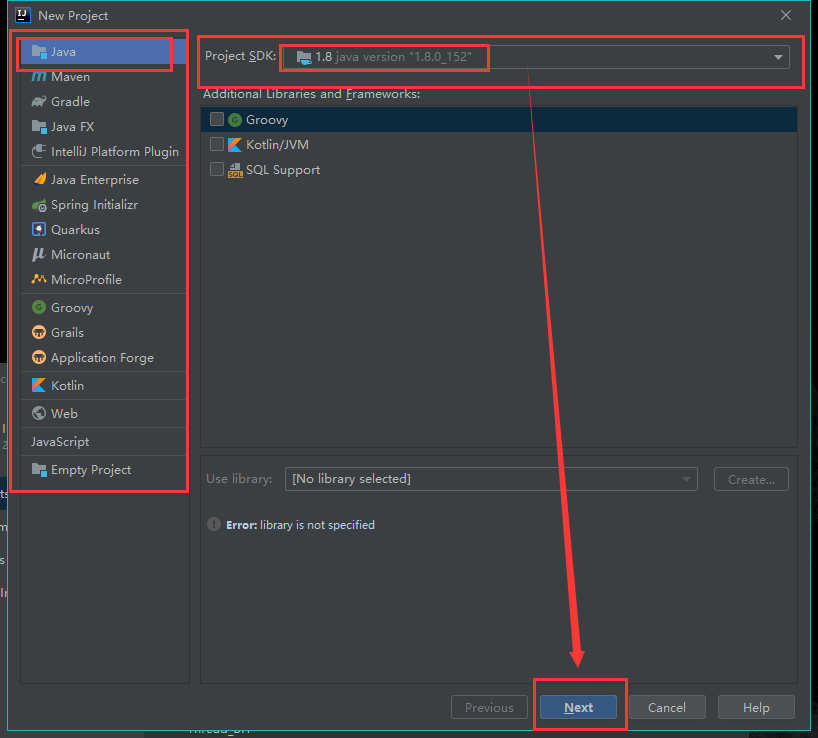 New Project
Java
Maven
Gradle
Java FX
IntelliJ Platform Plugin
Java Enterprise
Spring Initializr
Quarkus
Micronaut
MicroProfile
Groovy
Grails
Application Forge
Kotlin
Web
JavaScript
Empty Project
Project SDK: 1.8 java version "1.8.0_152"
Additional Libraries and Frameworks:
Groovy
Kotlin/JVM
SQL Support
Use library: [No library selected] Create...
Error: library is not specified
Previous Next Cancel Help